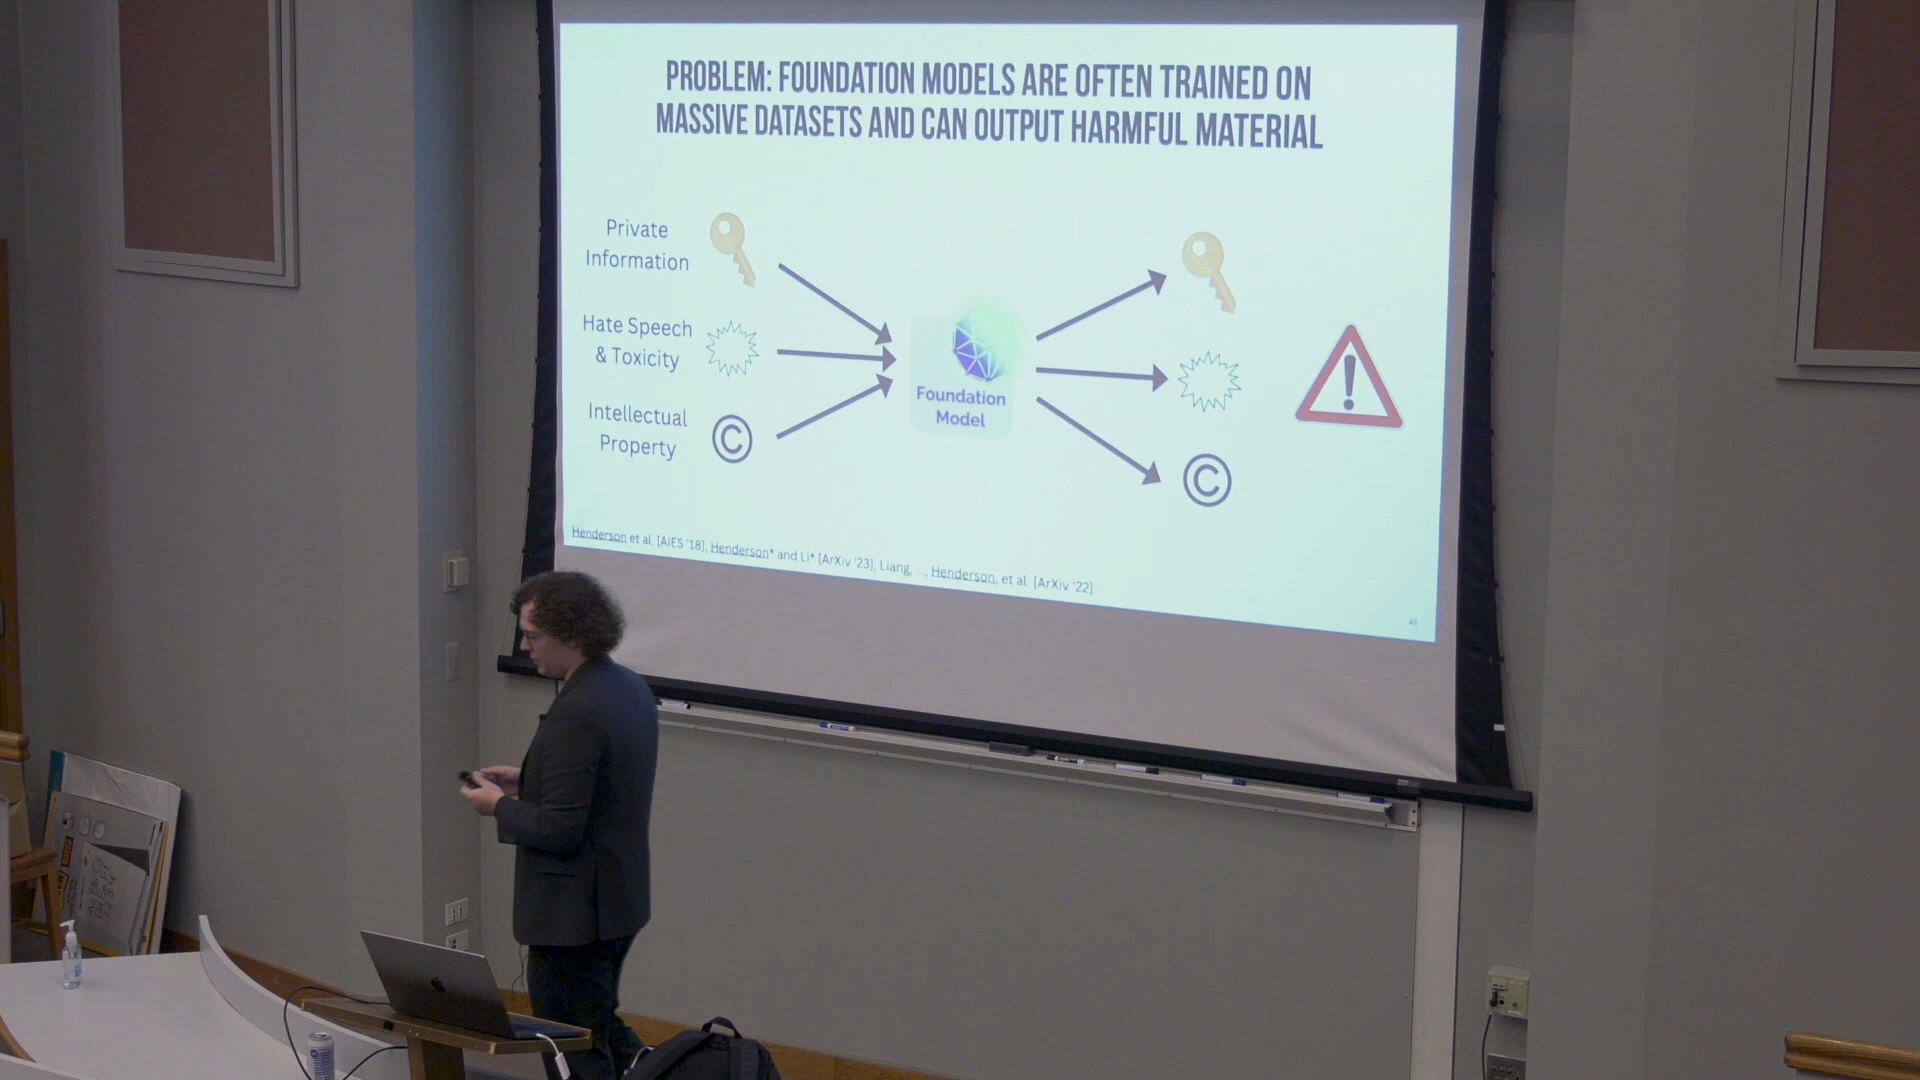 PROBLEM: FOUNDATION MODELS ARE OFTEN TRAINED ON
MASSIVE DATASETS AND CAN OUTPUT HARMFUL MATERIAL
Private
Information
Hate Speech
& Toxicity
Intellectual
Property
©
Foundation
Model
©
!
Henderson et al. [AIES '18]; Henderson* and Li* [ArXiv '23]; Liang, ..., Henderson, et al. [ArXiv '22]